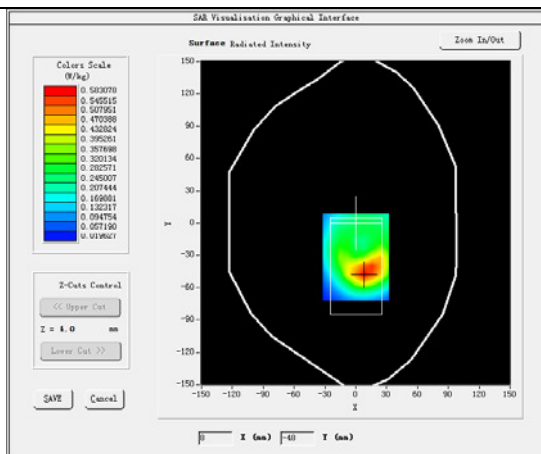 SAR Visualisation Graphical Interface
Surface Radiated Intensity
Zoom In/Out
Colors Scale
(W/kg)
0.583078
0.545515
0.507951
0.470388
0.432824
0.395261
0.357698
0.320134
0.282571
0.245007
0.207444
0.169881
0.132317
0.094754
0.057190
0.019627
150
120
90
60
30
0
-30
-60
-90
-120
-150
Y
-150 -120 -90 -60 -30 0 30 60 90 120 150
X
Z-Cuts Control
<< Upper Cut
Z = 4.0 mm
Lower Cut >>
SAVE Cancel
8 X (mm) -48 Y (mm)